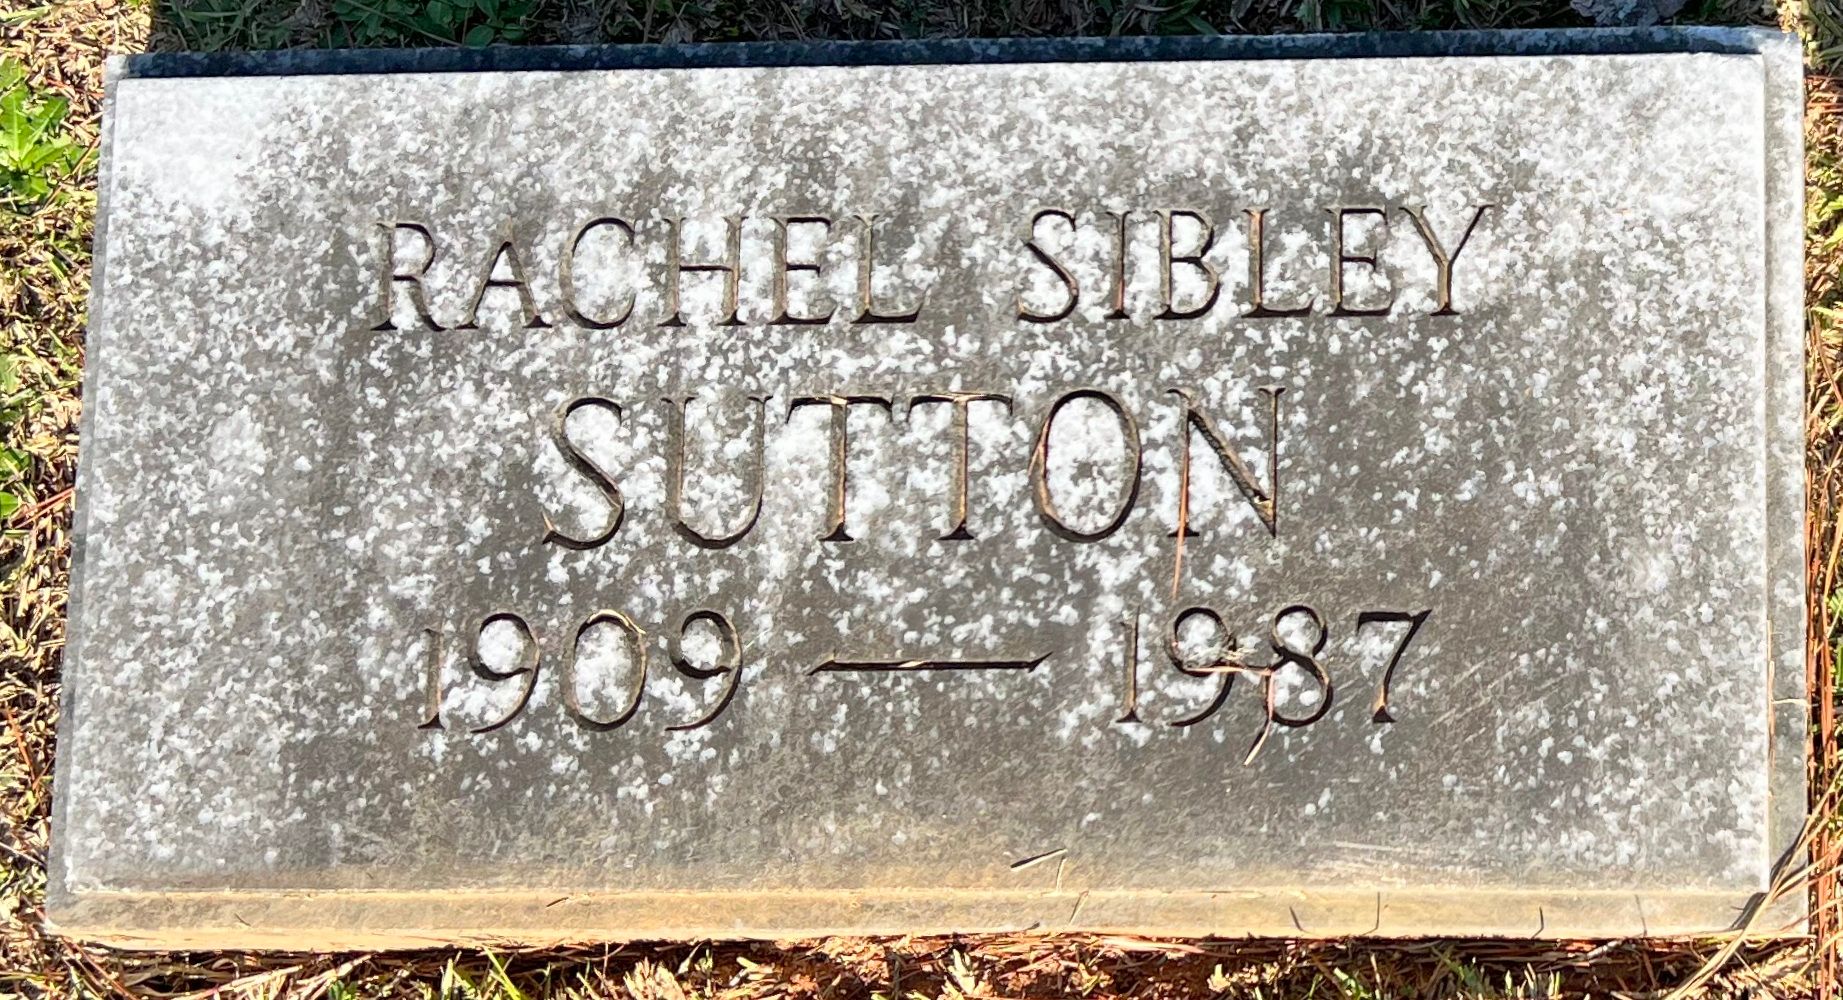 RACHEL SIBLEY
SUTTON
1909 — 1987